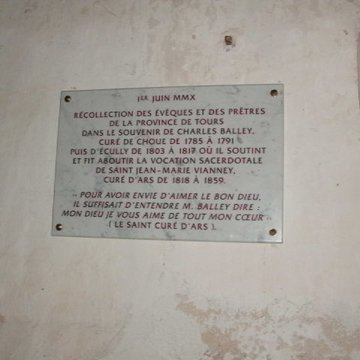 1ER JUIN MMX
RÉCOLLECTION DES ÉVÊQUES ET DES PRÊTRES
DE LA PROVINCE DE TOURS
DANS LE SOUVENIR DE CHARLES BALLEY,
CURÉ DE CHOUE DE 1785 À 1791
PUIS D'ÉCULLY DE 1803 À 1817 OÙ IL SOUTINT
ET FIT ABOUTIR LA VOCATION SACERDOTALE
DE SAINT JEAN-MARIE VIANNEY,
CURÉ D'ARS DE 1818 À 1859.
" POUR AVOIR ENVIE D'AIMER LE BON DIEU,
IL SUFFISAIT D'ENTENDRE M. BALLEY DIRE :
MON DIEU JE VOUS AIME DE TOUT MON CŒUR "
( LE SAINT CURÉ D'ARS ).